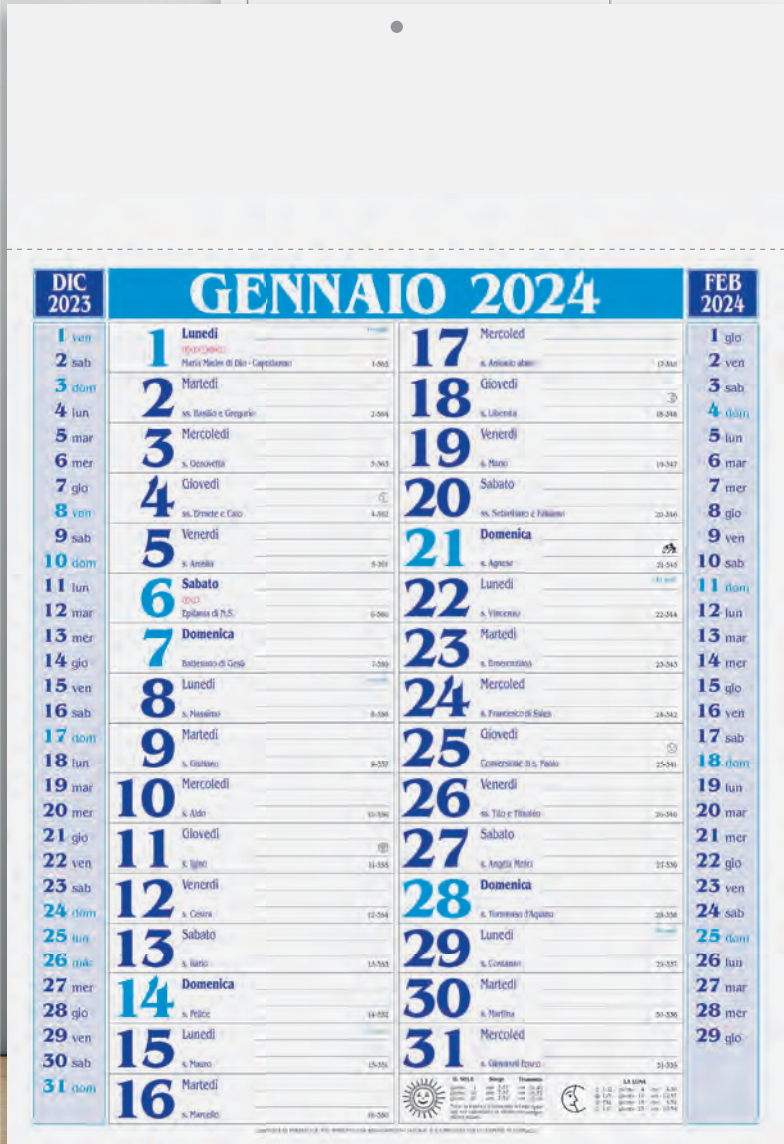 DIC
2023
GENNAIO 2024
FEB
2024
1 ven
2 sab
3 dom
4 lun
5 mar
6 mer
7 gio
8 ven
9 sab
10 dom
11 lun
12 mar
13 mer
14 gio
15 ven
16 sab
17 dom
18 lun
19 mar
20 mer
21 gio
22 ven
23 sab
24 dom
25 lun
26 mar
27 mer
28 gio
29 ven
30 sab
31 dom
1 Lunedì
Maria Madre di Dio - Capodanno
1-365
2 Martedì
ss. Basilio e Gregorio
2-364
3 Mercoledì
s. Genoveffa
3-363
4 Giovedì
ss. Ermete e Caio
4-362
5 Venerdì
s. Amelia
5-361
6 Sabato
Epifania di N.S.
6-360
7 Domenica
Battesimo di Gesù
7-359
8 Lunedì
s. Massimo
8-358
9 Martedì
s. Giuliano
9-357
10 Mercoledì
s. Aldo
10-356
11 Giovedì
s. Igino
11-355
12 Venerdì
s. Cesira
12-354
13 Sabato
s. Ilario
13-353
14 Domenica
s. Felice
14-352
15 Lunedì
s. Mauro
15-351
16 Martedì
s. Marcello
16-350
17 Mercoled
s. Antonio abate
17-349
18 Giovedì
s. Liberata
18-348
19 Venerdì
s. Mario
19-347
20 Sabato
ss. Sebastiano e Fabiano
20-346
21 Domenica
s. Agnese
21-345
22 Lunedì
s. Vincenzo
22-344
23 Martedì
s. Emerenziana
23-343
24 Mercoled
s. Francesco di Sales
24-342
25 Giovedì
Conversione di s. Paolo
25-341
26 Venerdì
ss. Tito e Timoteo
26-340
27 Sabato
s. Angela Merici
27-339
28 Domenica
s. Tommaso d'Aquino
28-338
29 Lunedì
s. Costanzo
29-337
30 Martedì
s. Martina
30-336
31 Mercoled
s. Giovanni Bosco
31-335
IL SOLE Sorge Tramonta
LA LUNA
1 gio
2 ven
3 sab
4 dom
5 lun
6 mar
7 mer
8 gio
9 ven
10 sab
11 dom
12 lun
13 mar
14 mer
15 gio
16 ven
17 sab
18 dom
19 lun
20 mar
21 mer
22 gio
23 ven
24 sab
25 dom
26 lun
27 mar
28 mer
29 gio